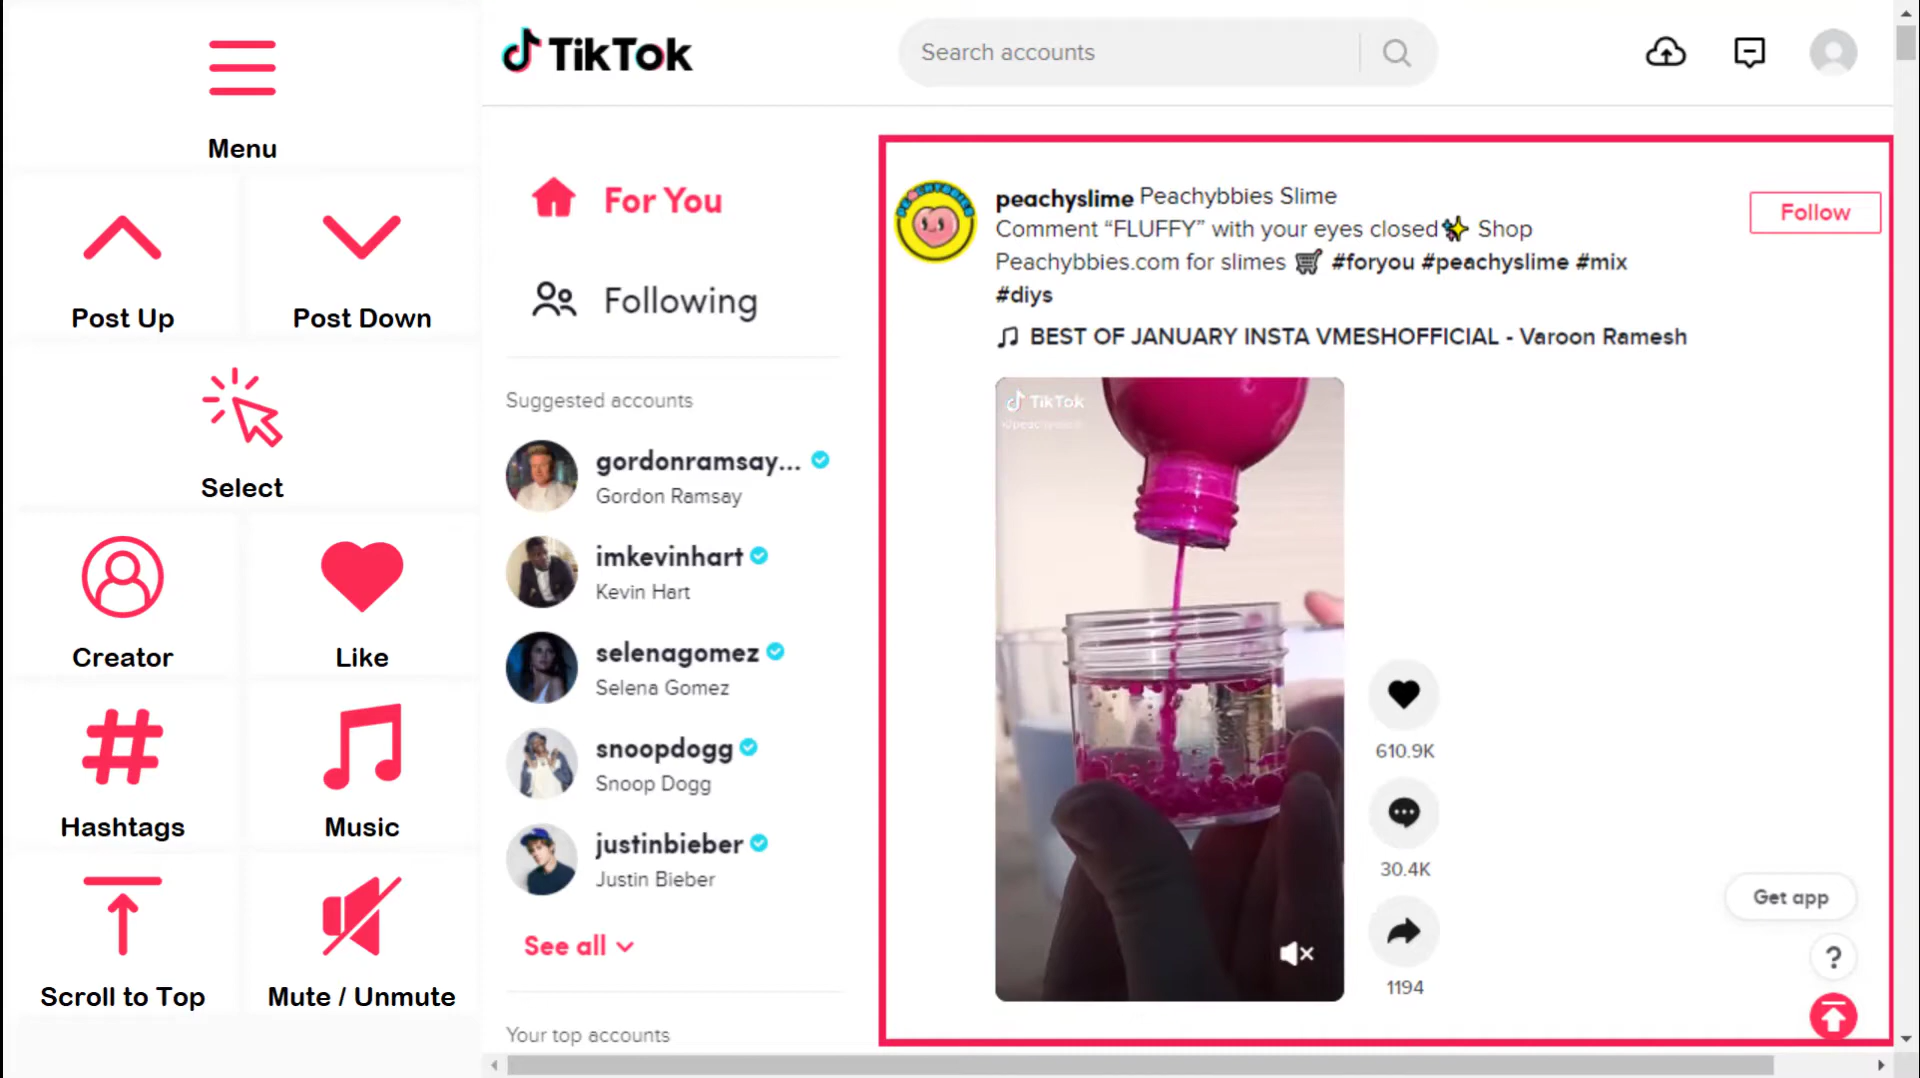 Menu
Post Up
Post Down
Select
Creator
Like
Hashtags
Music
Scroll to Top
Mute / Unmute
TikTok
Search accounts
For You
Following
Suggested accounts
gordonramsay...
Gordon Ramsay
imkevinhart
Kevin Hart
selenagomez
Selena Gomez
snoopdogg
Snoop Dogg
justinbieber
Justin Bieber
See all
Your top accounts
peachyslime Peachybbies Slime
Comment “FLUFFY” with your eyes closed✨ Shop
Peachybbies.com for slimes 🛒 #foryou #peachyslime #mix
#diys
♫ BEST OF JANUARY INSTA VMESHOFFICIAL - Varoon Ramesh
Follow
TikTok
610.9K
30.4K
1194
Get app
?